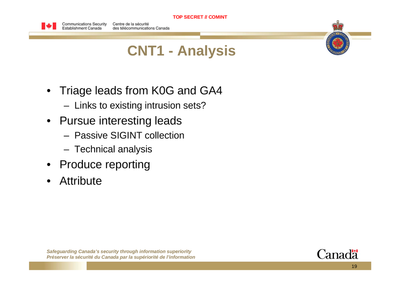 TOP SECRET // COMINT
Communications Security Centre de la sécurité
Establishment Canada des télécommunications Canada
CNT1 - Analysis
• Triage leads from K0G and GA4
– Links to existing intrusion sets?
• Pursue interesting leads
– Passive SIGINT collection
– Technical analysis
• Produce reporting
• Attribute
Safeguarding Canada's security through information superiority
Préserver la sécurité du Canada par la supériorité de l'information
Canada
19